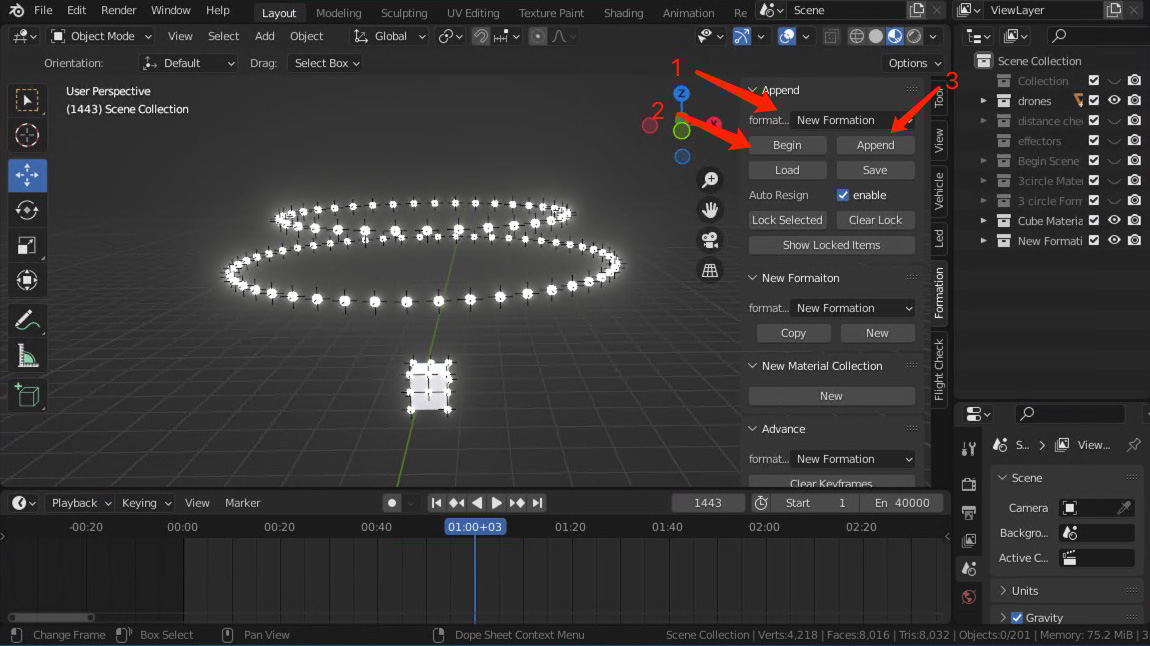 File Edit Render Window Help Layout Modeling Sculpting UV Editing Texture Paint Shading Animation Re Scene ViewLayer
Object Mode View Select Add Object Global
Orientation: Default Drag: Select Box Options
User Perspective
(1443) Scene Collection
1
2
3
Z
Append
format... New Formation
Begin Append
Load Save
Auto Resign enable
Lock Selected Clear Lock
Show Locked Items
New Formaiton
format... New Formation
Copy New
New Material Collection
New
Advance
format... New Formation
Clear Keyframes
Tool
View
Vehicle
Led
Formation
Flight Check
Scene Collection
Collection
drones
distance che
effectors
Begin Scene
3circle Mater
3 circle Form
Cube Materia
New Formati
S... View...
Scene
Camera
Backgro...
Active C...
Units
Gravity
Playback Keying View Marker 1443 Start 1 En 40000
-00:20 00:00 00:20 00:40 01:00+03 01:20 01:40 02:00 02:20
Change Frame Box Select Pan View Dope Sheet Context Menu Scene Collection | Verts:4,218 | Faces:8,016 | Tris:8,032 | Objects:0/201 | Memory: 75.2 MiB | 3